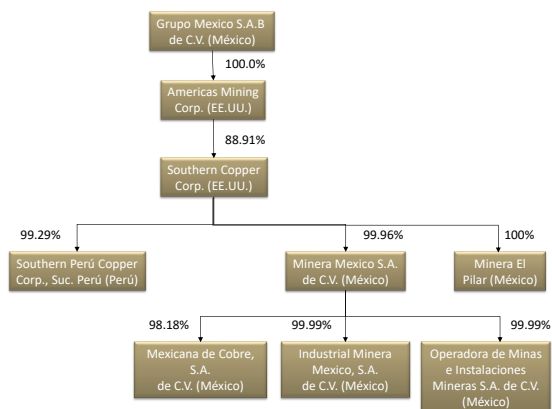 Grupo Mexico S.A.B
de C.V. (México)
100.0%
Americas Mining
Corp. (EE.UU.)
88.91%
Southern Copper
Corp. (EE.UU.)
99.29%
99.96%
100%
Southern Perú Copper
Corp., Suc. Perú (Perú)
Minera Mexico S.A.
de C.V. (México)
Minera El
Pilar (México)
98.18%
99.99%
99.99%
Mexicana de Cobre,
S.A.
de C.V. (México)
Industrial Minera
Mexico, S.A.
de C.V. (México)
Operadora de Minas
e Instalaciones
Mineras S.A. de C.V.
(México)